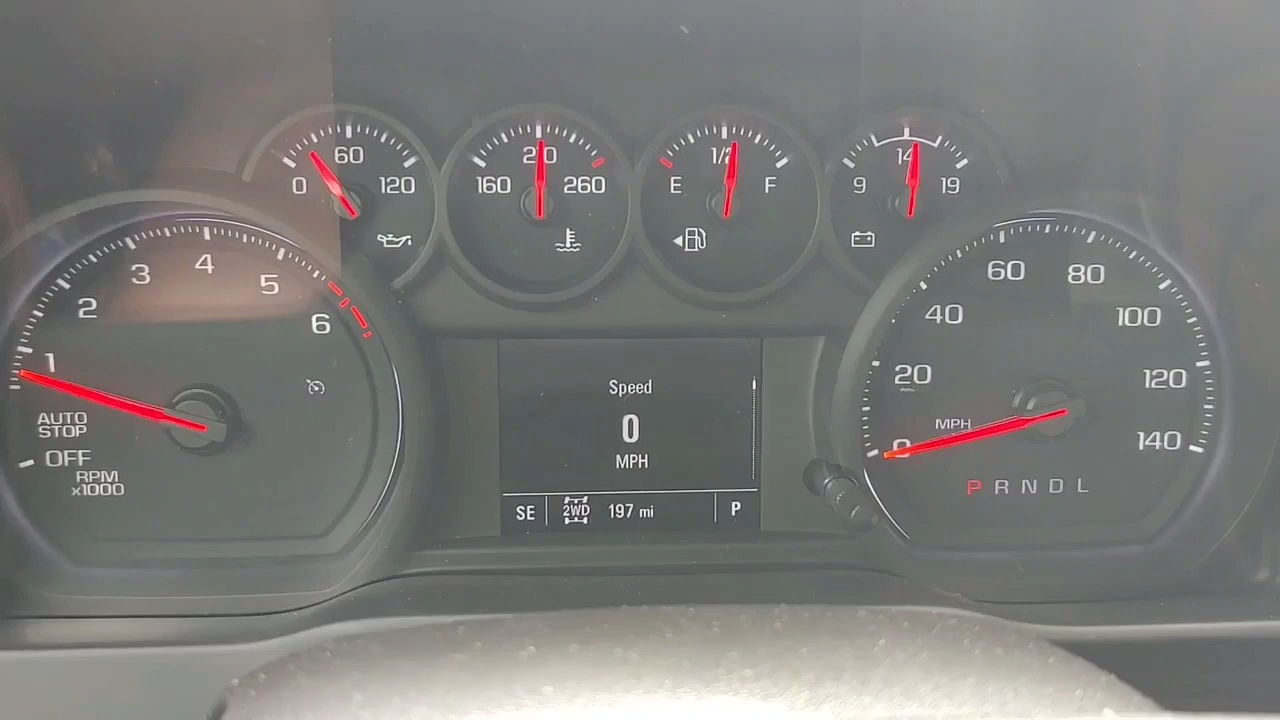 60
0 120
210
160 260
1/2
E F
14
9 19
1 2 3 4 5 6
AUTO
STOP
OFF
RPM
x1000
Speed
0
MPH
SE 2WD 197 mi P
0 20 40 60 80 100 120 140
MPH
P R N D L